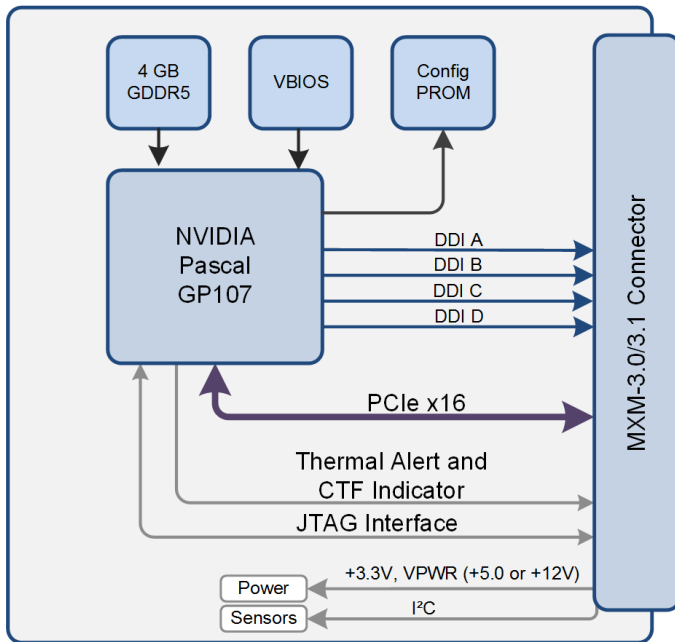 4 GB
GDDR5
VBIOS
Config
PROM
NVIDIA
Pascal
GP107
DDI A
DDI B
DDI C
DDI D
MXM-3.0/3.1 Connector
PCIe x16
Thermal Alert and
CTF Indicator
JTAG Interface
+3.3V, VPWR (+5.0 or +12V)
Power
I²C
Sensors